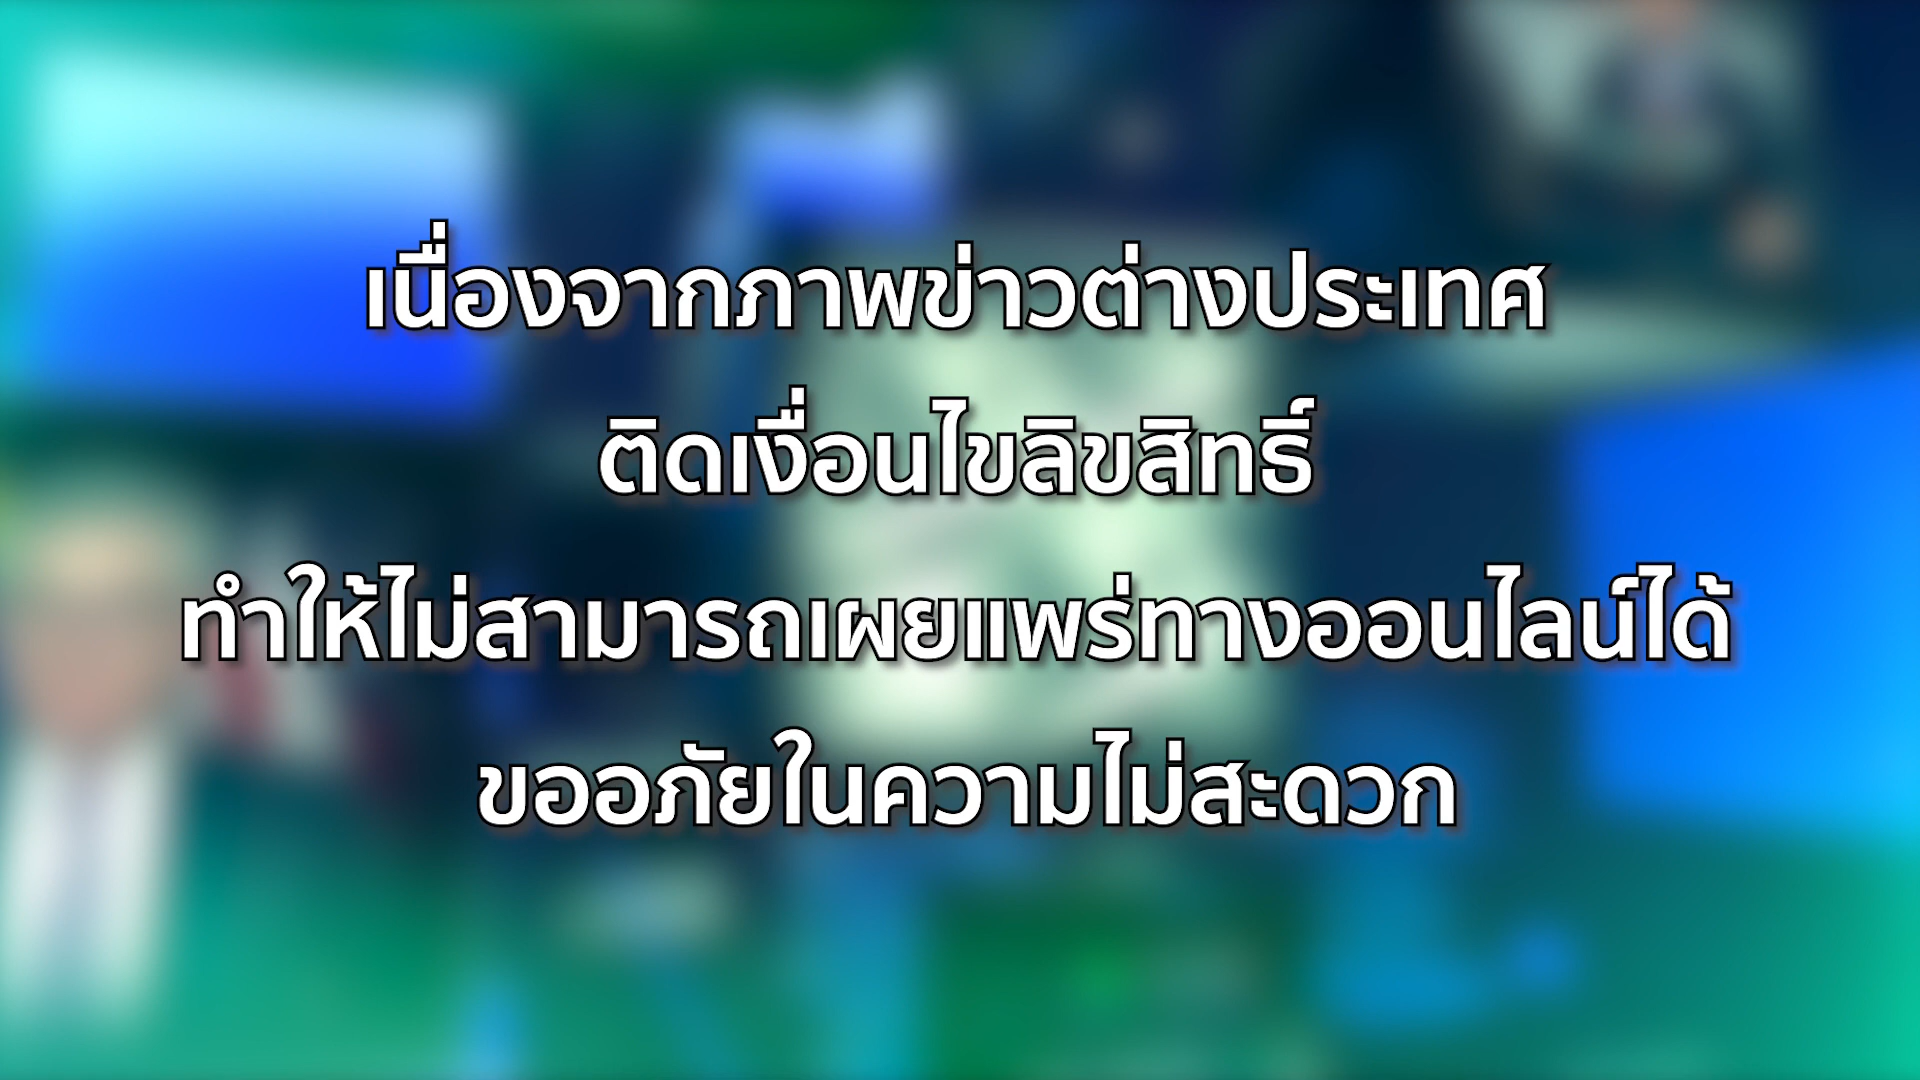 เนื่องจากภาพข่าวต่างประเทศ
ติดเงื่อนไขลิขสิทธิ์
ทำให้ไม่สามารถเผยแพร่ทางออนไลน์ได้
ขออภัยในความไม่สะดวก